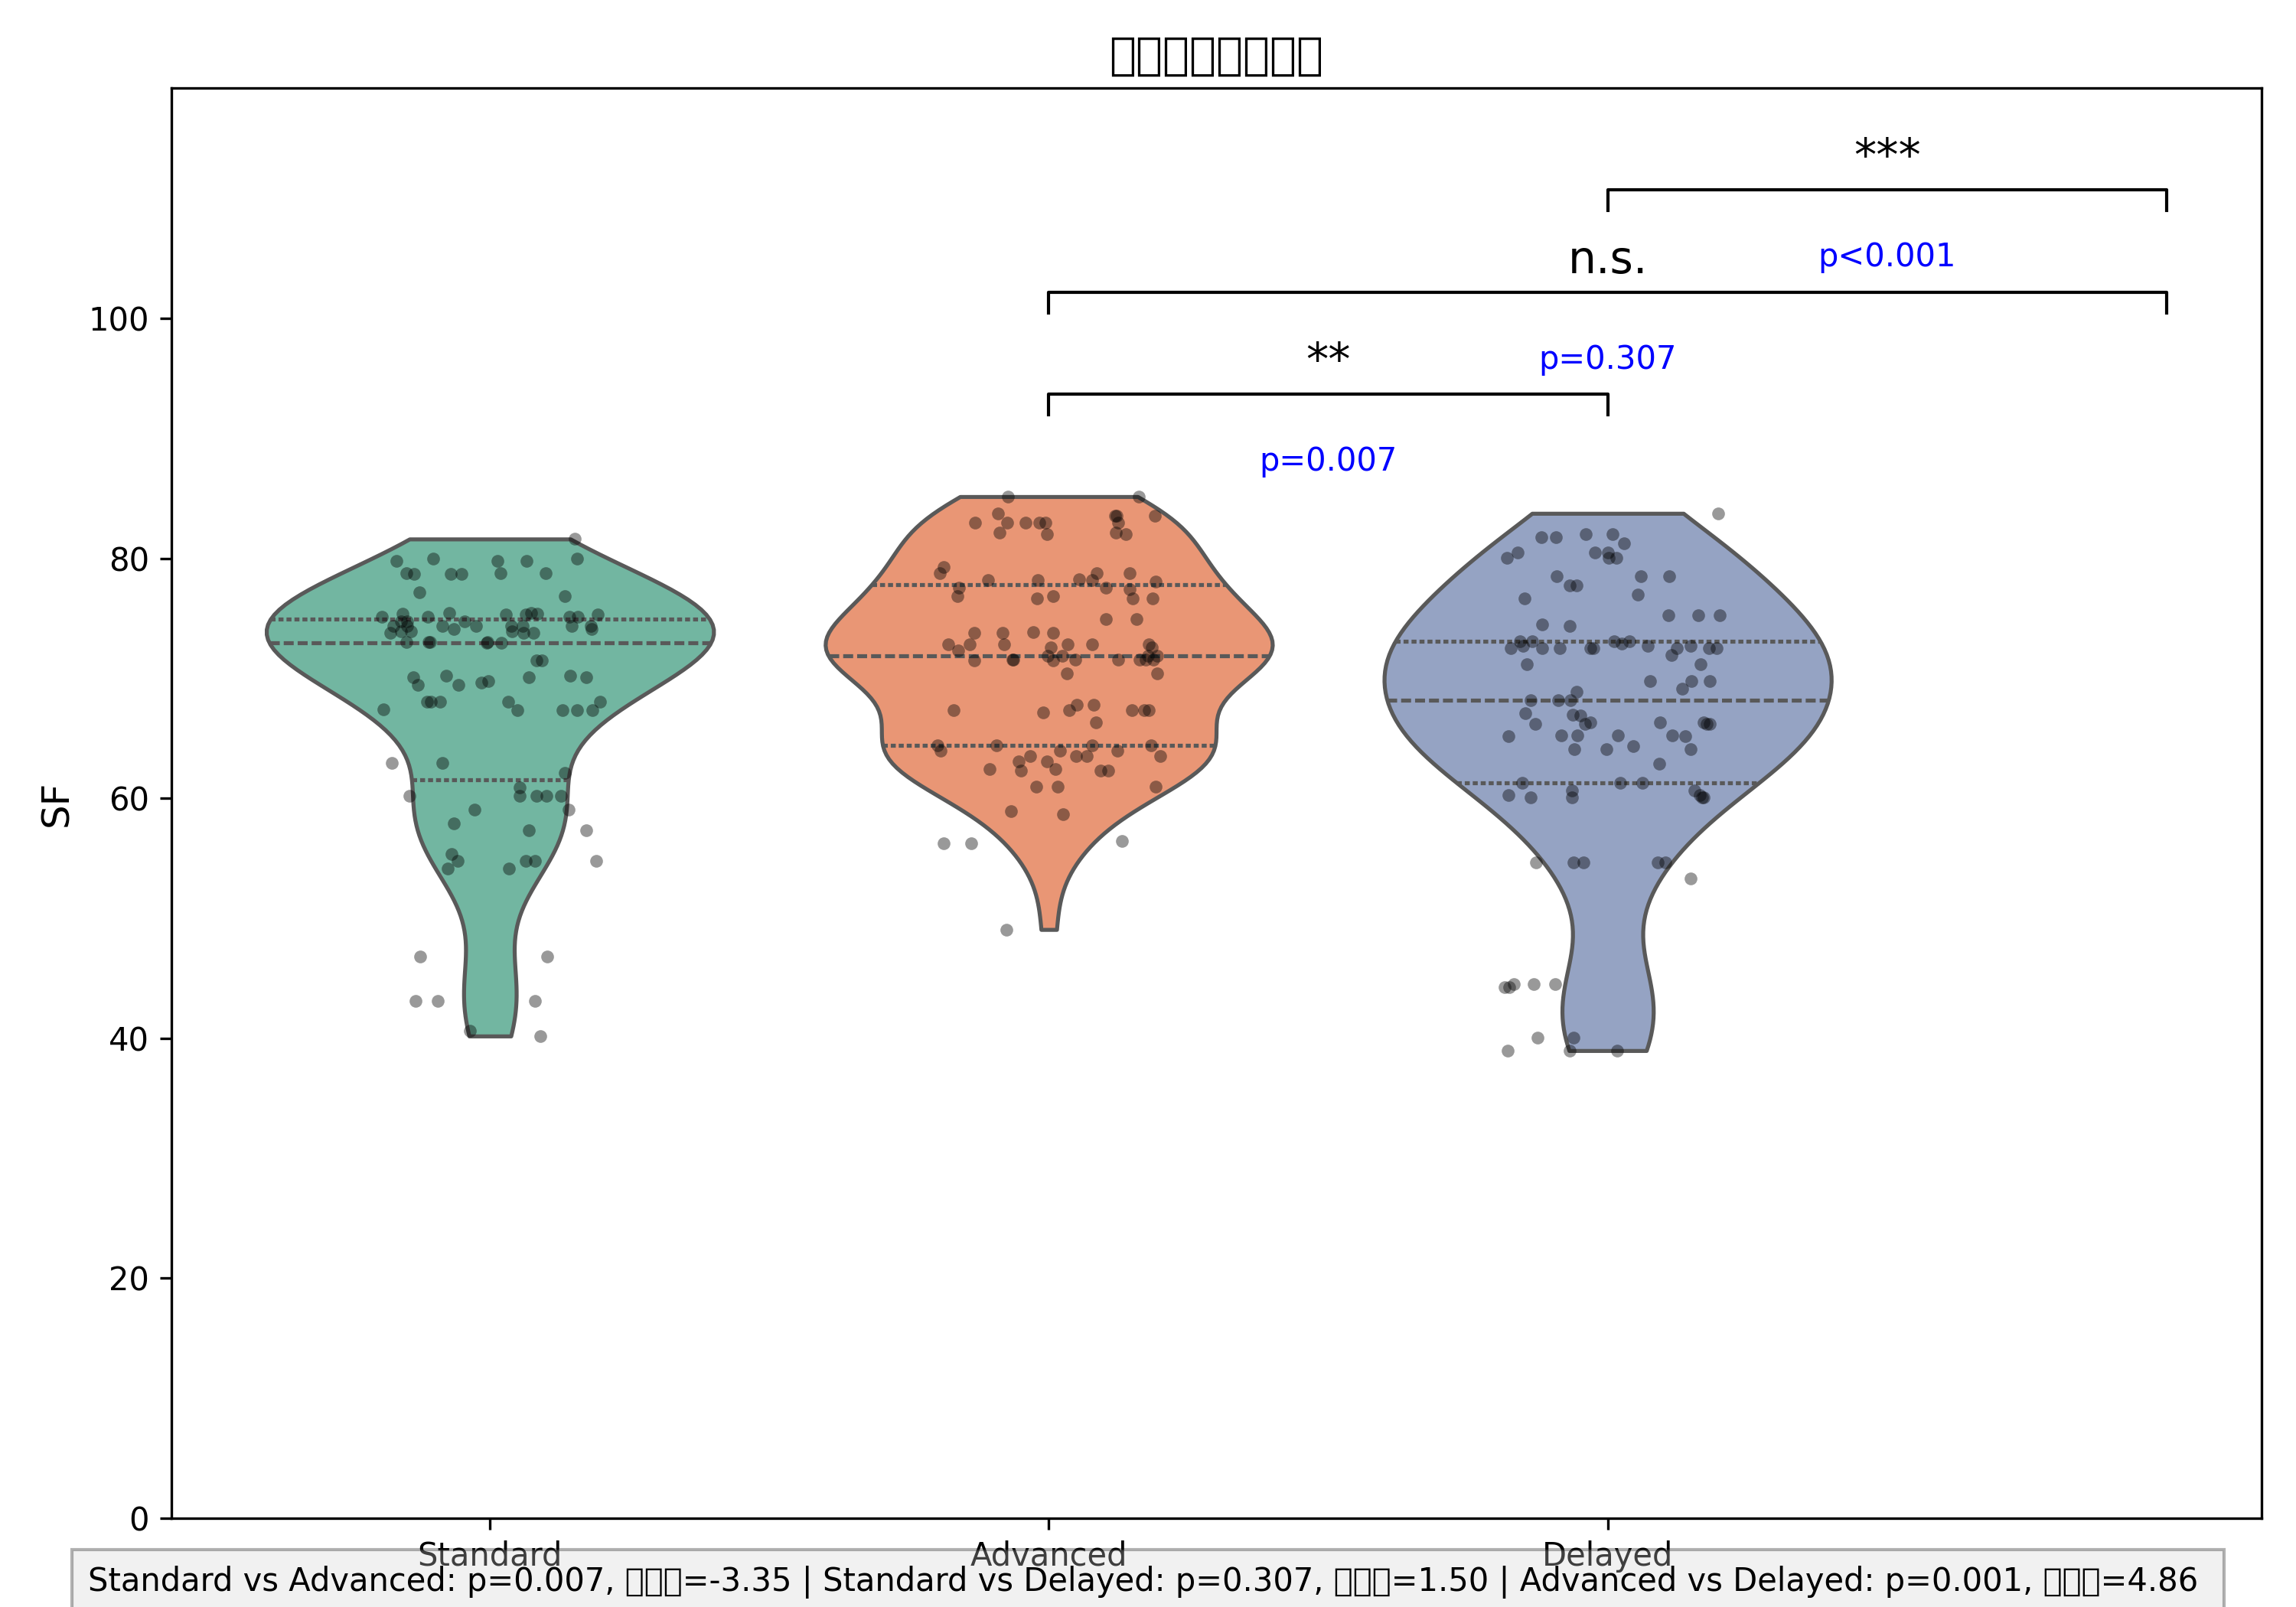 ***
n.s.
p<0.001
**
p=0.307
p=0.007
100
80
60
40
20
0
SF
Standard
Advanced
Delayed
Standard vs Advanced: p=0.007, =-3.35 | Standard vs Delayed: p=0.307, =1.50 | Advanced vs Delayed: p=0.001, =4.86